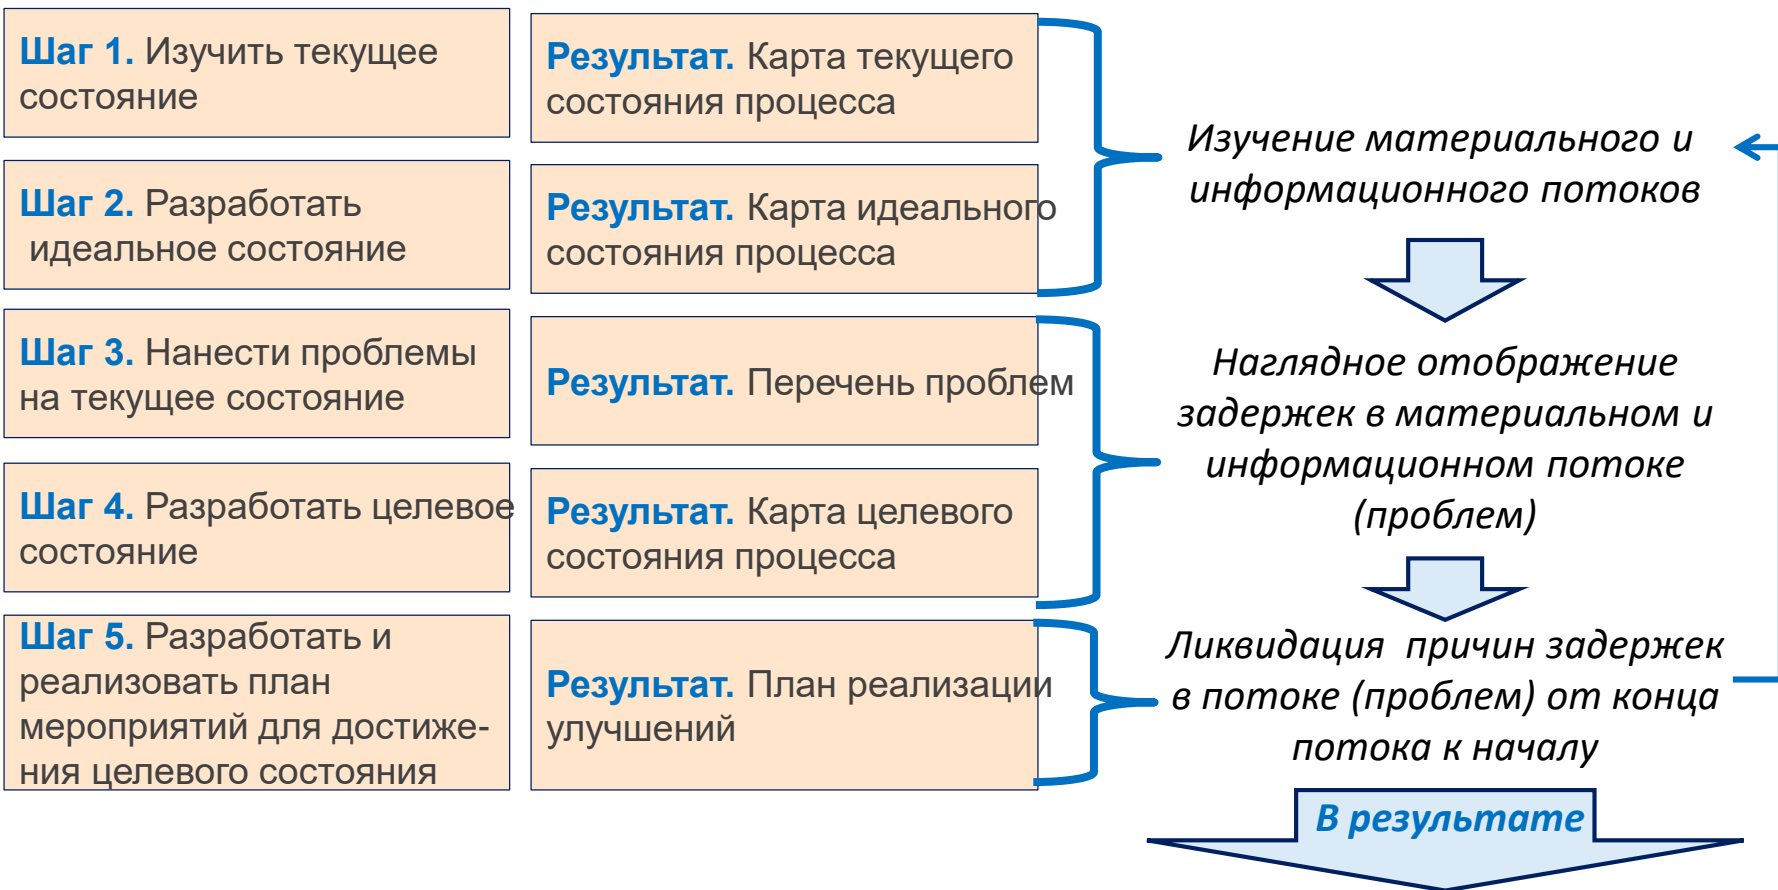 Шаг 1. Изучить текущее
состояние
Результат. Карта текущего
состояния процесса
Шаг 2. Разработать
идеальное состояние
Результат. Карта идеального
состояния процесса
Изучение материального и
информационного потоков
Шаг 3. Нанести проблемы
на текущее состояние
Результат. Перечень проблем
Шаг 4. Разработать целевое
состояние
Результат. Карта целевого
состояния процесса
Наглядное отображение
задержек в материальном и
информационном потоке
(проблем)
Шаг 5. Разработать и
реализовать план
мероприятий для достиже-
ния целевого состояния
Результат. План реализации
улучшений
Ликвидация причин задержек
в потоке (проблем) от конца
потока к началу
В результате